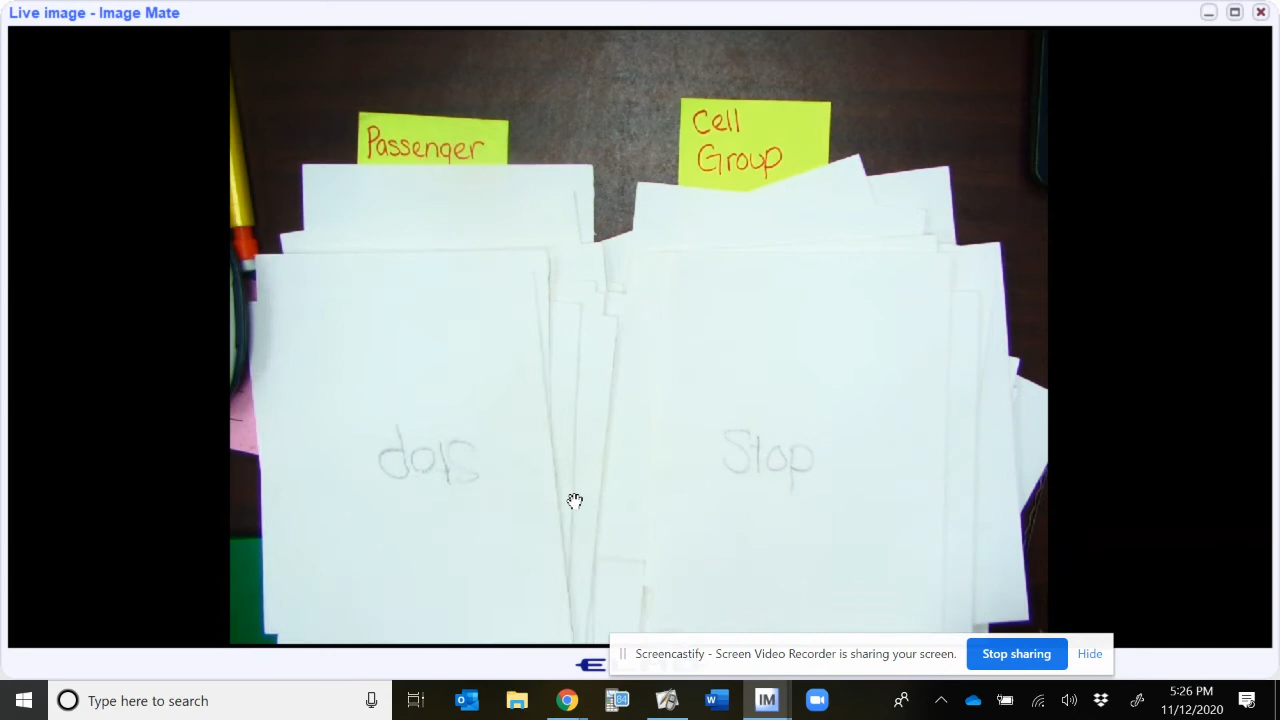 Live image - Image Mate
Passenger
Cell
Group
Stop
Stop
Screencastify - Screen Video Recorder is sharing your screen.
Stop sharing
Hide
Type here to search
5:26 PM
11/12/2020